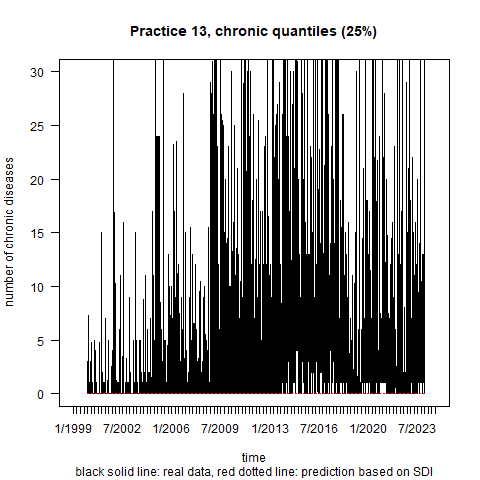 Practice 13, chronic quantiles (25%)
number of chronic diseases
30
25
20
15
10
5
0
1/1999 7/2002 1/2006 7/2009 1/2013 7/2016 1/2020 7/2023
time
black solid line: real data, red dotted line: prediction based on SDI